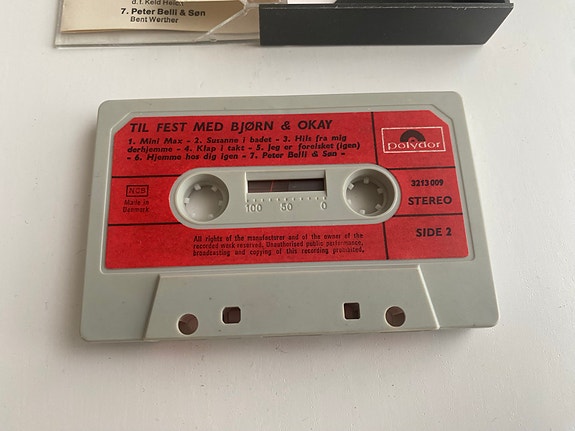 d.t. Keld Heick
7. Peter Belli & Søn
Bent Werther
TIL FEST MED BJØRN & OKAY
1. Mini Max - 2. Susanne i badet - 3. Hils fra mig
derhjemme - 4. Klap i takt - 5. Jeg er forelsket (igen)
- 6. Hjemme hos dig igen - 7. Peter Belli & Søn -
polydor
NCB
Made in
Denmark
100 50 0
3213 009
STEREO
SIDE 2
All rights of the manufacturer and of the owner of the
recorded work reserved. Unauthorized public performance,
broadcasting and copying of this recording prohibited.